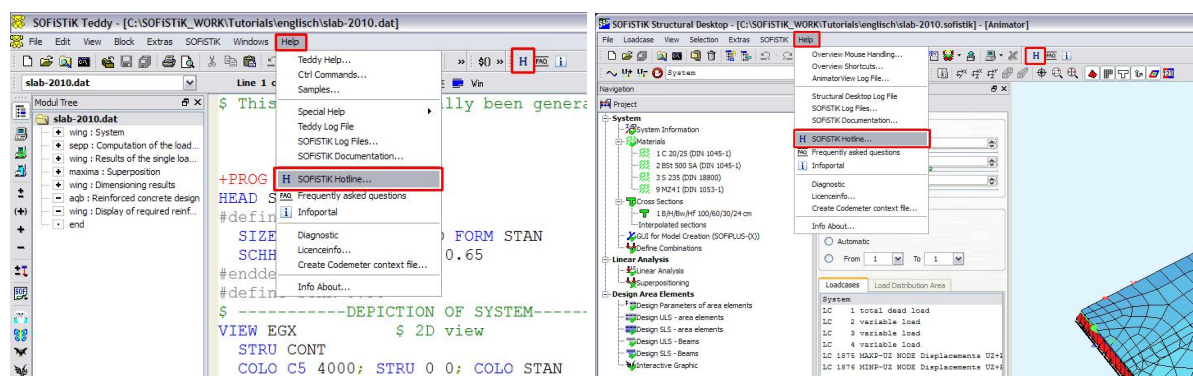 SOFiSTiK Teddy - [C:\SOFiSTiK_WORK\Tutorials\englisch\slab-2010.dat]
File Edit View Block Extras SOFiSTiK Windows Help
» $() » H FAQ i
slab-2010.dat
Line 1 o
Win
Modul Tree
slab-2010.dat
wing : System
sepp : Computation of the load...
wing : Results of the single loa...
maxima : Superposition
wing : Dimensioning results
aqb : Reinforced concrete design
wing : Display of required reinf...
end
Teddy Help...
Ctrl Commands...
Samples...
Special Help
Teddy Log File
SOFiSTiK Log Files...
SOFiSTiK Documentation...
H SOFiSTiK Hotline...
FAQ Frequently asked questions
i Infoportal
Diagnostic
Licenceinfo...
Create Codemeter context file...
Info About...
$ This
lly been genera
+PROG
HEAD S
#defin
SIZE
FORM STAN
SCHH
0.65
#endde
#defin
$ -----------DEPICTION OF SYSTEM------
VIEW EGX $ 2D view
STRU CONT
COLO C5 4000; STRU 0 0; COLO STAN
SOFiSTiK Structural Desktop - [C:\SOFiSTiK_WORK\Tutorials\englisch\slab-2010.sofistik] - [Animator]
File Loadcase View Selection Extras SOFiSTiK Help
H FAQ i
System
Navigation
Project
System
System Information
Materials
1 C 20/25 (DIN 1045-1)
2 BSt 500 SA (DIN 1045-1)
3 S 235 (DIN 18800)
9 MZ4 I (DIN 1053-1)
Cross Sections
1 B/H/Bw/Hf 100/60/30/24 cm
Interpolated sections
GUI for Model Creation (SOFiPLUS-(X))
Define Combinations
Linear Analysis
Linear Analysis
Superpositioning
Design Area Elements
Design Parameters of area elements
Design ULS - area elements
Design SLS - area elements
Design ULS - Beams
Design SLS - Beams
Interactive Graphic
Overview Mouse Handling...
Overview Shortcuts...
AnimatorView Log File...
Structural Desktop Log File
SOFiSTiK Log Files...
SOFiSTiK Documentation...
H SOFiSTiK Hotline...
FAQ Frequently asked questions
i Infoportal
Diagnostic
Licenceinfo...
Create Codemeter context file...
Info About...
Automatic
From 1 To 1
Loadcases Load Distribution Area
System
LC 1 total dead load
LC 2 variable load
LC 3 variable load
LC 4 variable load
LC 1875 MAXP-UZ NODE Displacements UZ+
LC 1876 MINP-UZ NODE Displacements UZ+